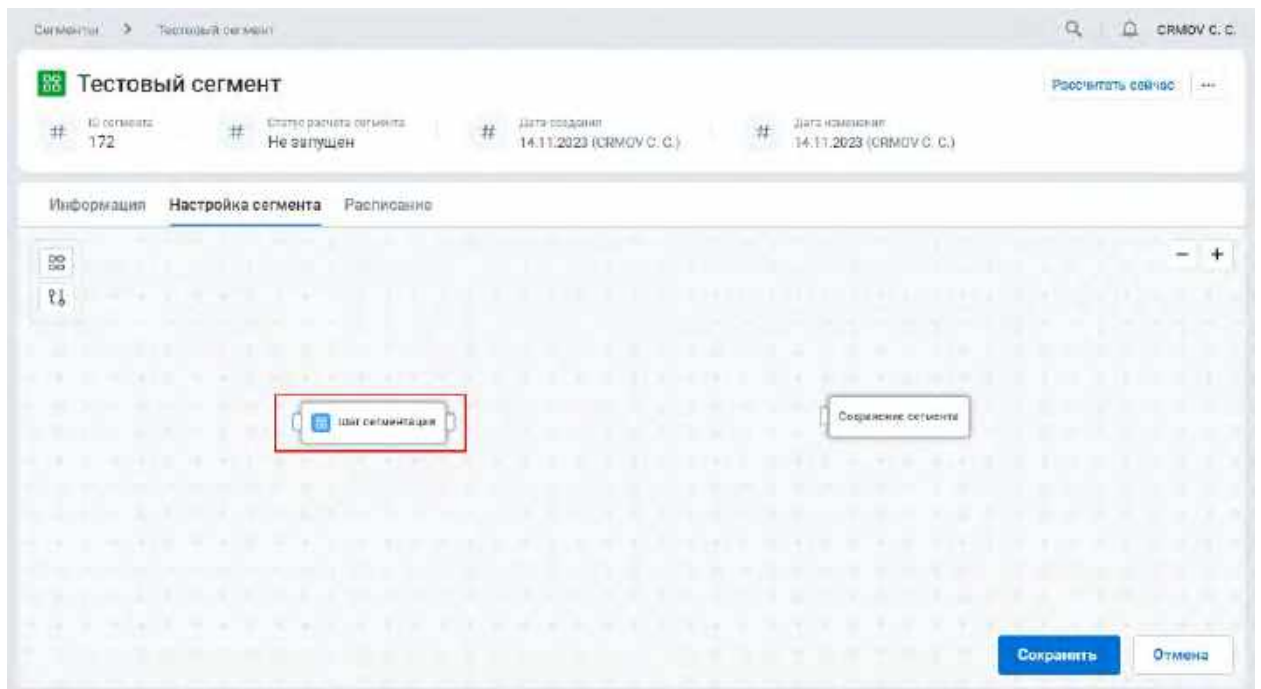 Сегменты > Тестовый сегмент
CRMOV C. C.
Тестовый сегмент
Рассчитать сейчас ...
# ID сегмента
172
# Статус расчета сегмента
Не запущен
# Дата создания
14.11.2023 (CRMOV C. C.)
# Дата изменения
14.11.2023 (CRMOV C. C.)
Информация Настройка сегмента Расписание
− +
Шаг сегментации
Сохранение сегмента
Сохранить Отмена